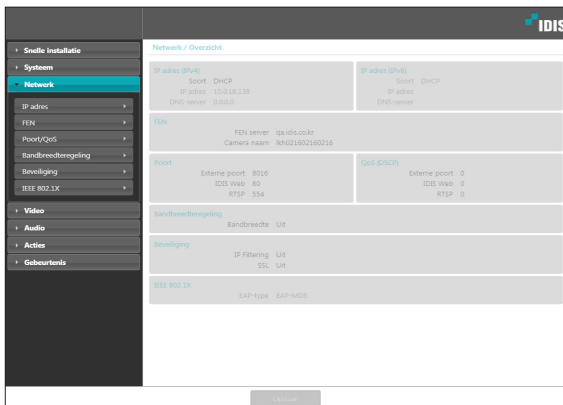 IDIS
Snelle installatie
Systeem
Netwerk
IP adres
FEN
Poort/QoS
Bandbreedteregeling
Beveiliging
IEEE 802.1X
Video
Audio
Acties
Gebeurtenis
Netwerk / Overzicht
IP adres (IPv4)
Soort DHCP
IP adres 10.0.18.138
DNS-server 0.0.0.0
IP adres (IPv6)
Soort DHCP
IP adres
DNS-server
FEN
FEN server qa.idis.co.kr
Camera naam lkh021602160216
Poort
Externe poort 8016
IDIS Web 80
RTSP 554
QoS (DSCP)
Externe poort 0
IDIS Web 0
RTSP 0
Bandbreedteregeling
Bandbreedte Uit
Beveiliging
IP Filtering Uit
SSL Uit
IEEE 802.1X
EAP-type EAP-MD5